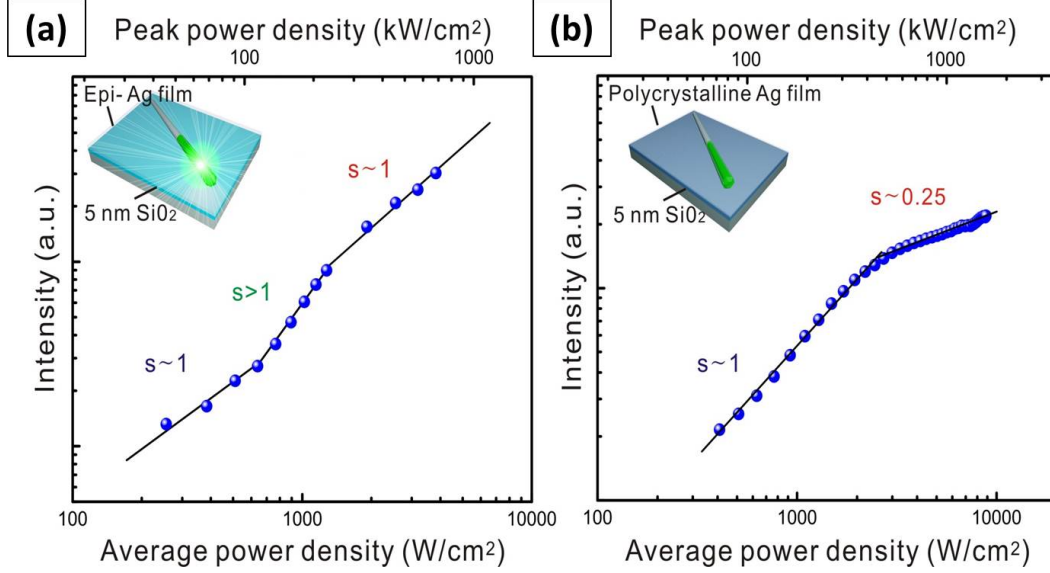 (a)
Peak power density (kW/cm²)
100 1000
Epi- Ag film
5 nm SiO₂
s~1
s>1
s~1
Intensity (a.u.)
100 1000 10000
Average power density (W/cm²)
(b)
Peak power density (kW/cm²)
100 1000
Polycrystalline Ag film
5 nm SiO₂
s~0.25
s~1
Intensity (a.u.)
100 1000 10000
Average power density (W/cm²)